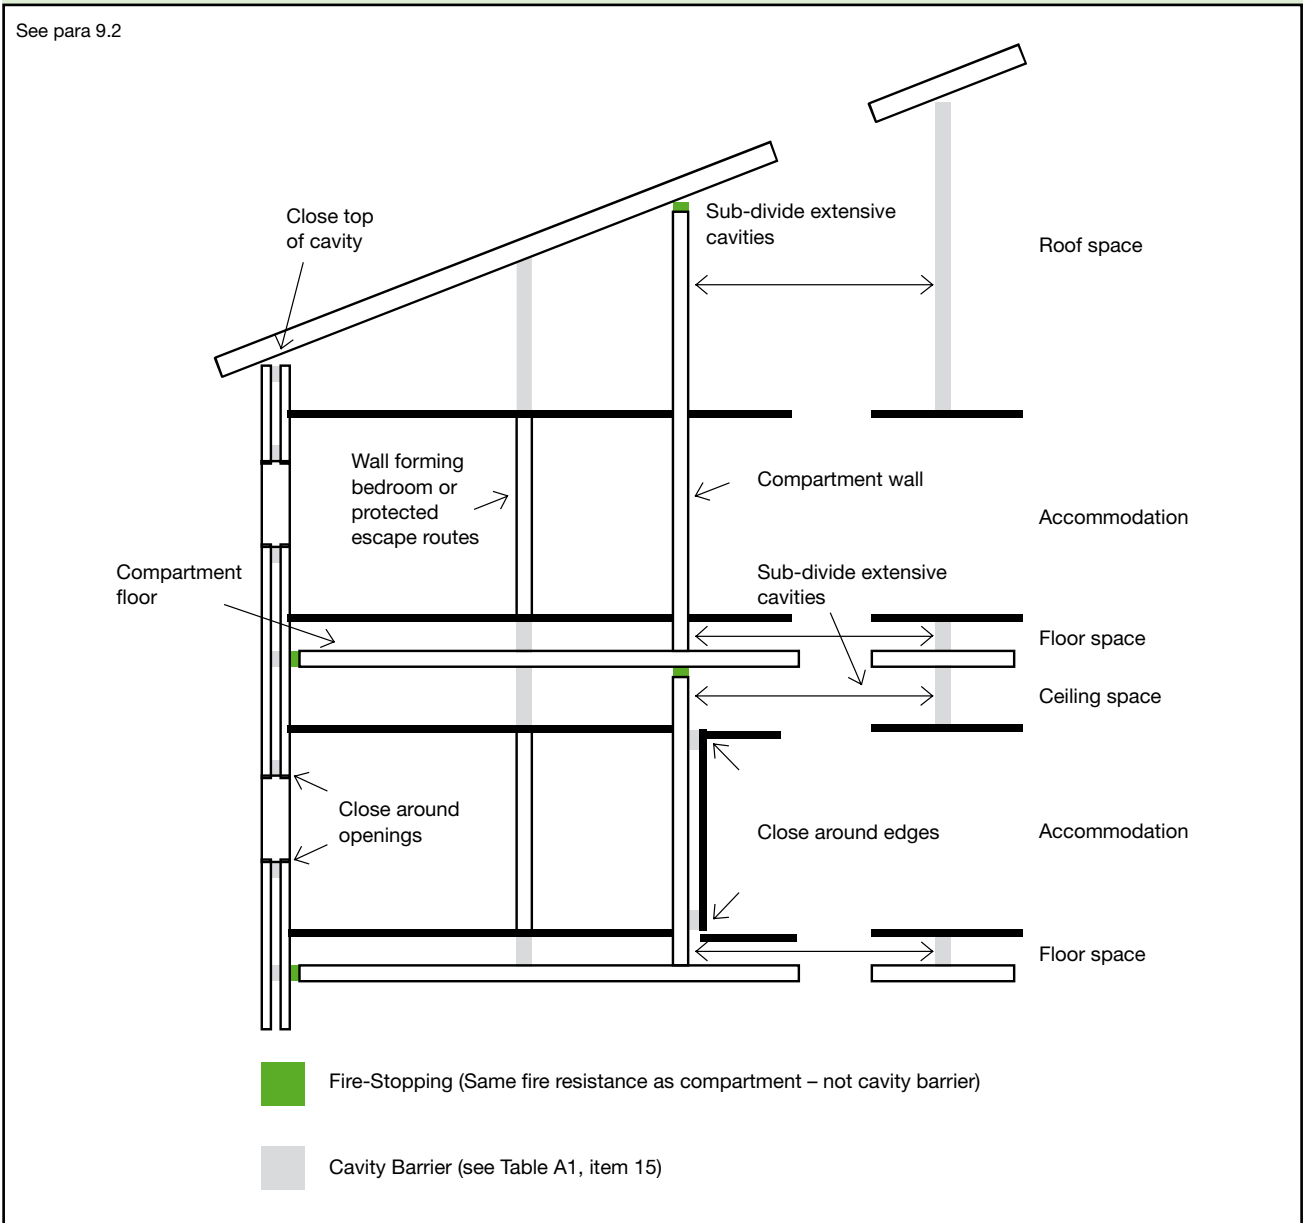 See para 9.2
Close top
of cavity
Sub-divide extensive
cavities
Roof space
Wall forming
bedroom or
protected
escape routes
Compartment wall
Accommodation
Compartment
floor
Sub-divide extensive
cavities
Floor space
Ceiling space
Close around
openings
Close around edges
Accommodation
Floor space
Fire-Stopping (Same fire resistance as compartment – not cavity barrier)
Cavity Barrier (see Table A1, item 15)